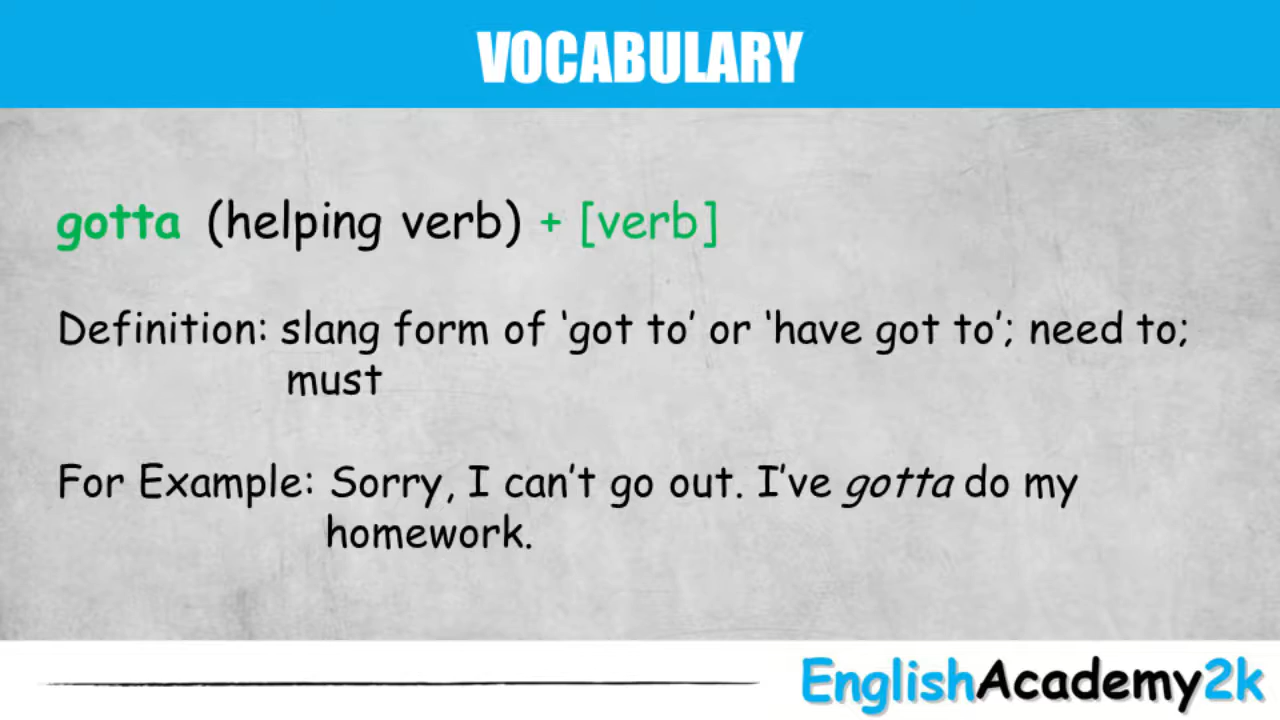 VOCABULARY
gotta (helping verb) + [verb]
Definition: slang form of ‘got to’ or ‘have got to’; need to;
must
For Example: Sorry, I can’t go out. I’ve gotta do my
homework.
EnglishAcademy2k